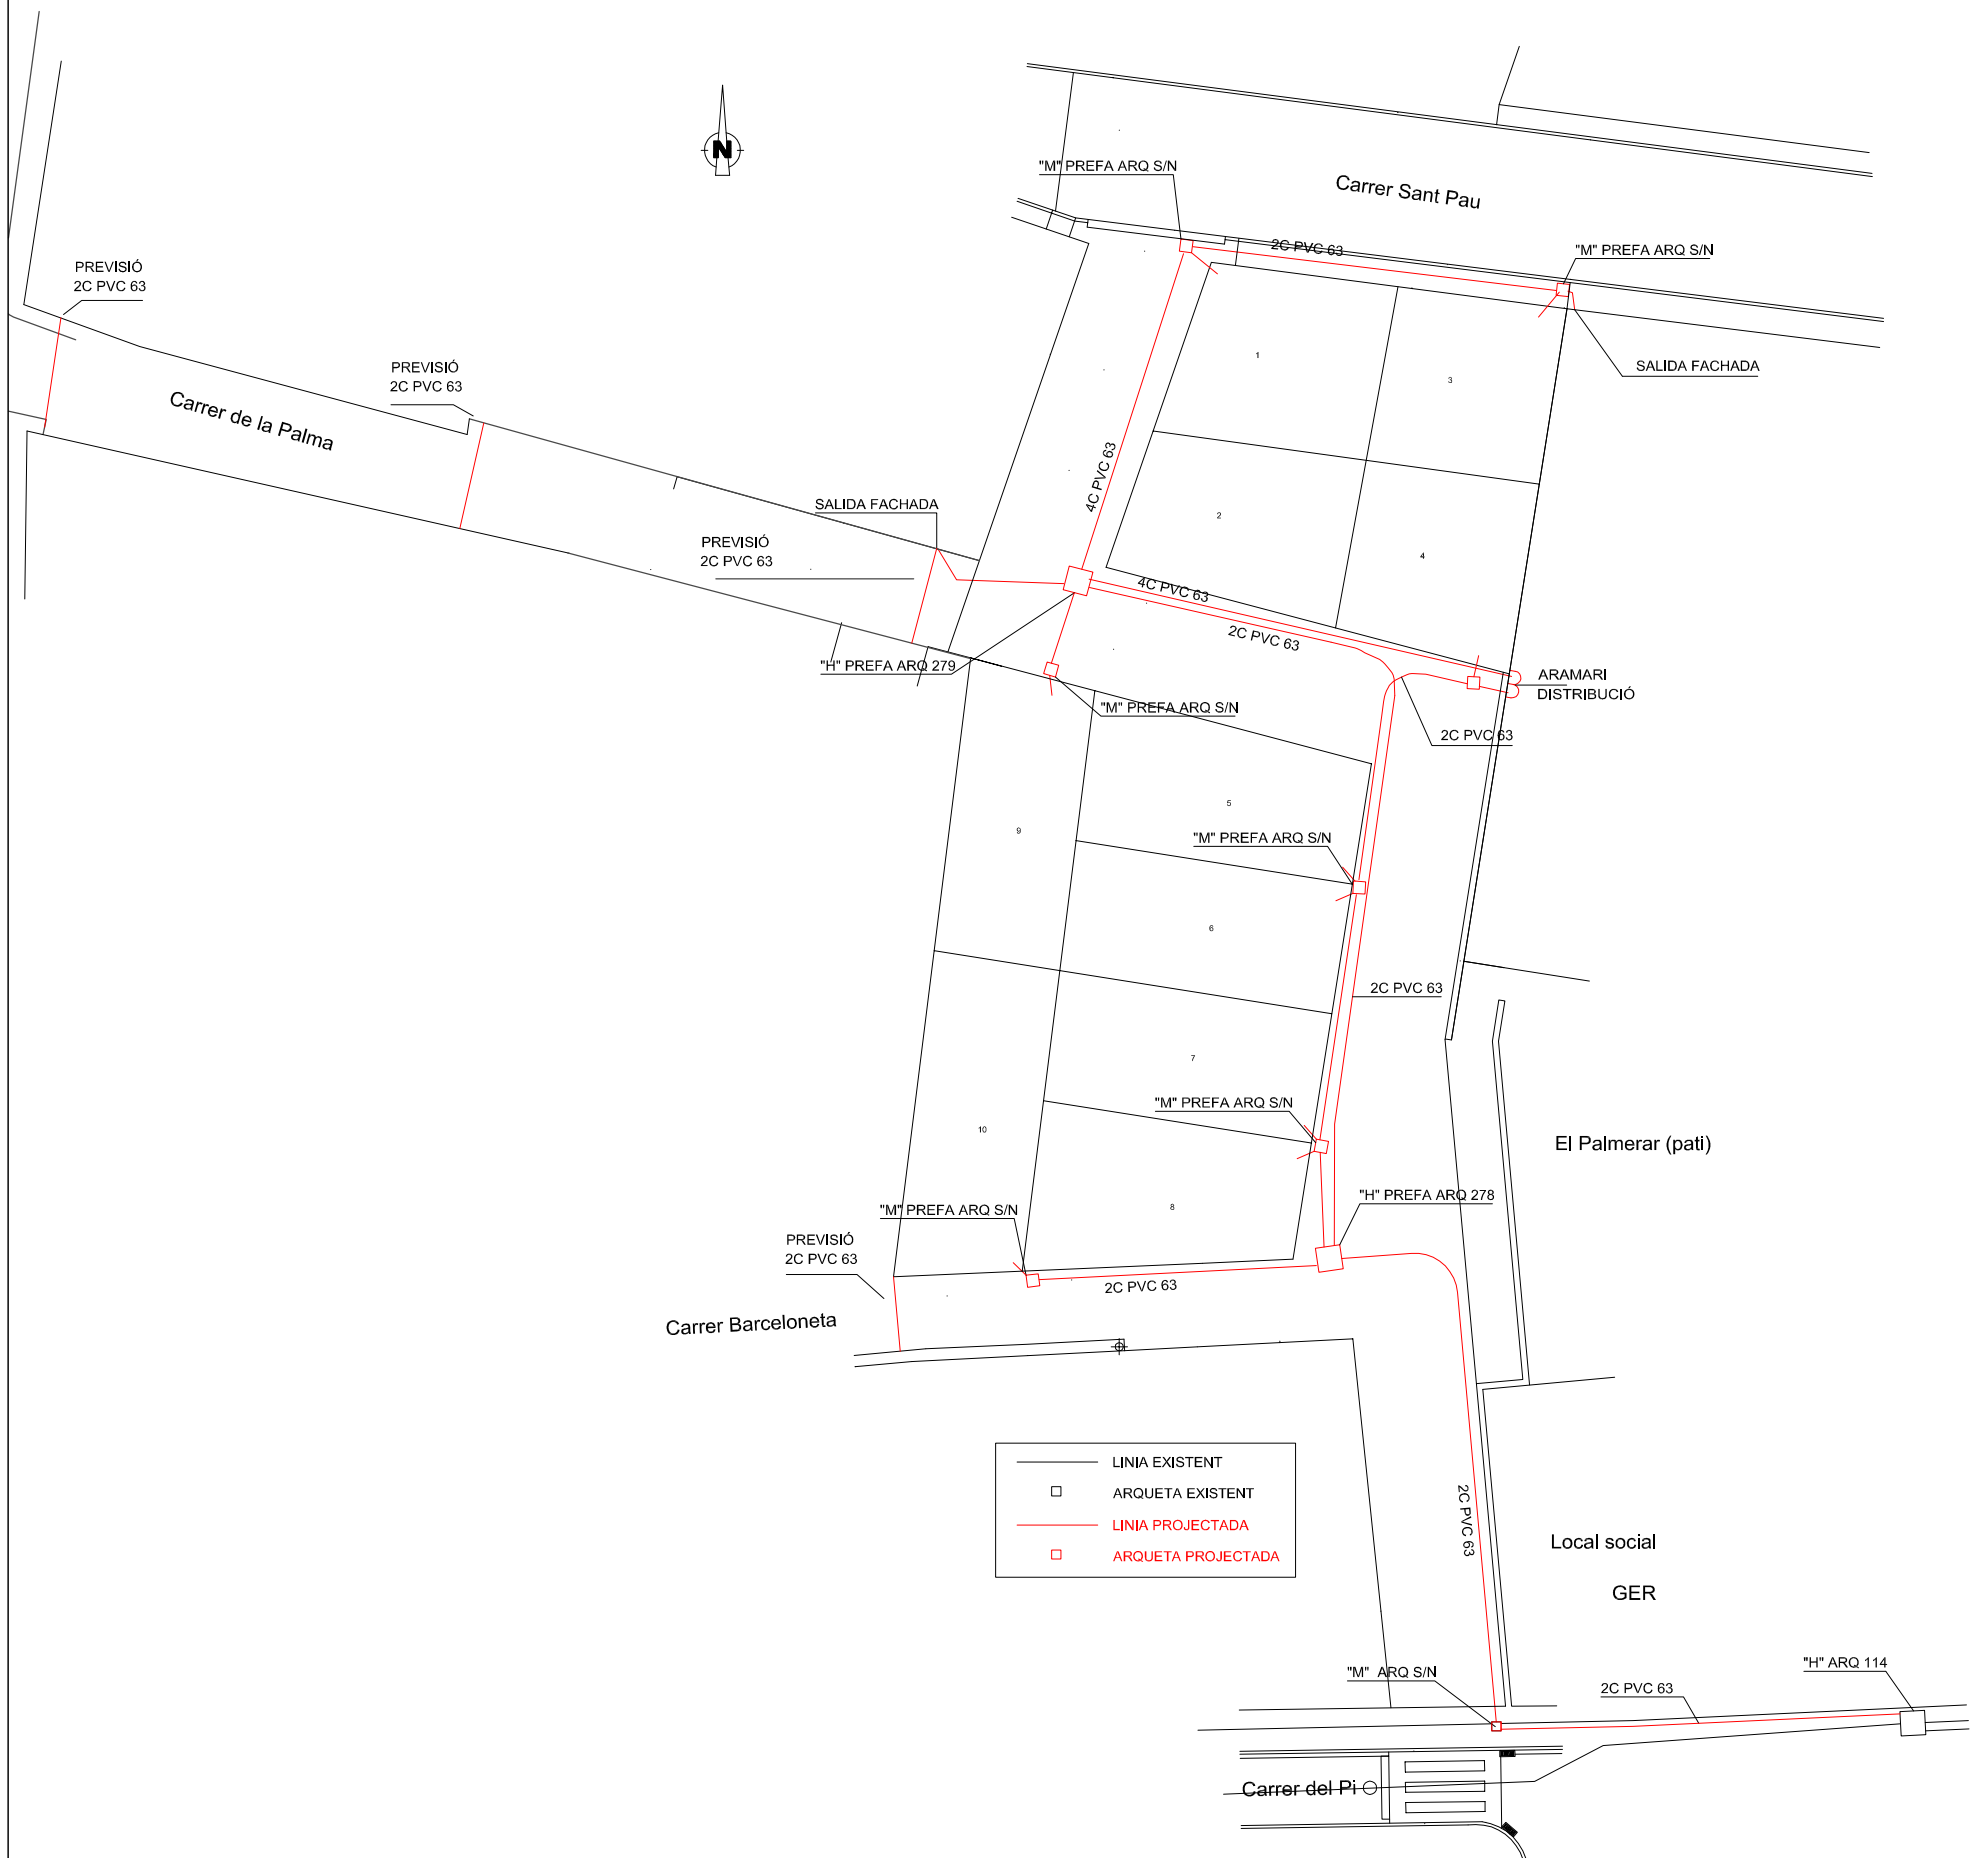 N
"M" PREFA ARQ S/N
Carrer Sant Pau
2C PVC 63
"M" PREFA ARQ S/N
PREVISIÓ
2C PVC 63
SALIDA FACHADA
1
3
PREVISIÓ
2C PVC 63
Carrer de la Palma
4C PVC 63
SALIDA FACHADA
2
4
PREVISIÓ
2C PVC 63
4C PVC 63
2C PVC 63
"H" PREFA ARQ 279
ARAMARI
DISTRIBUCIÓ
"M" PREFA ARQ S/N
2C PVC 63
5
9
"M" PREFA ARQ S/N
6
2C PVC 63
7
"M" PREFA ARQ S/N
10
El Palmerar (pati)
"H" PREFA ARQ 278
8
"M" PREFA ARQ S/N
PREVISIÓ
2C PVC 63
2C PVC 63
Carrer Barceloneta
LINIA EXISTENT
ARQUETA EXISTENT
LINIA PROJECTADA
ARQUETA PROJECTADA
2C PVC 63
Local social
GER
"M" ARQ S/N
"H" ARQ 114
2C PVC 63
Carrer del Pi